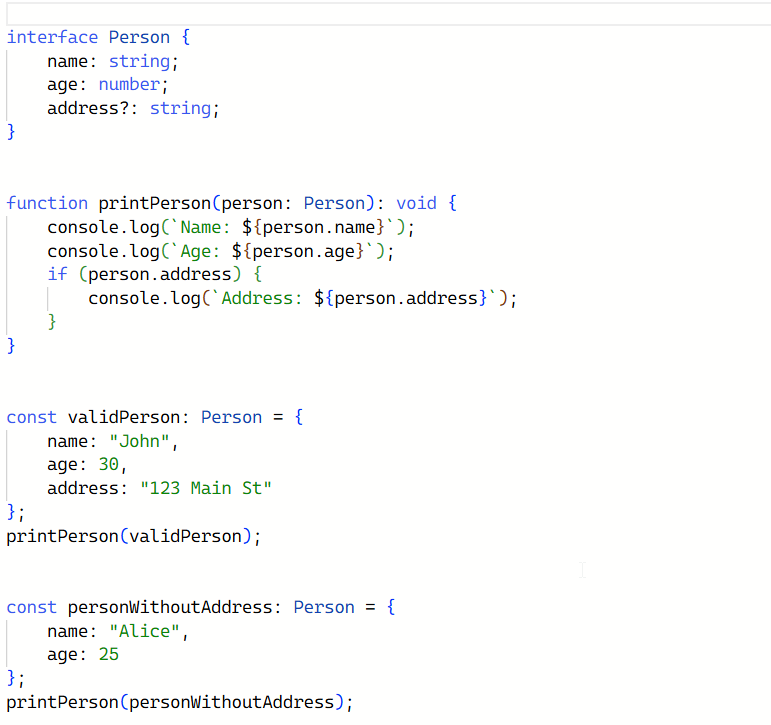 interface Person {
    name: string;
    age: number;
    address?: string;
}
function printPerson(person: Person): void {
    console.log(`Name: ${person.name}`);
    console.log(`Age: ${person.age}`);
    if (person.address) {
        console.log(`Address: ${person.address}`);
    }
}
const validPerson: Person = {
    name: "John",
    age: 30,
    address: "123 Main St"
};
printPerson(validPerson);
const personWithoutAddress: Person = {
    name: "Alice",
    age: 25
};
printPerson(personWithoutAddress);